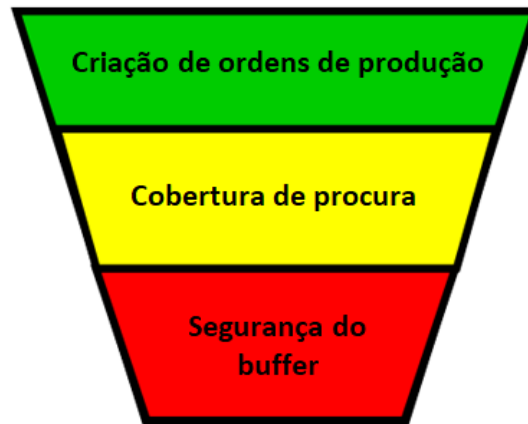 Criação de ordens de produção
Cobertura de procura
Segurança do
buffer